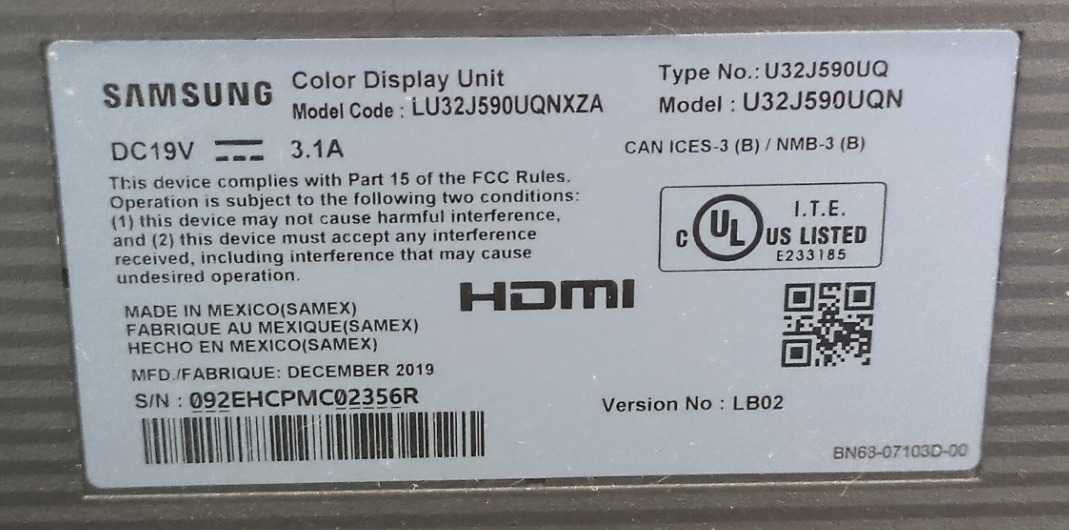 SAMSUNG
Color Display Unit
Model Code : LU32J590UQNXZA
Type No.: U32J590UQ
Model : U32J590UQN
DC19V 3.1A
CAN ICES-3 (B) / NMB-3 (B)
This device complies with Part 15 of the FCC Rules.
Operation is subject to the following two conditions:
(1) this device may not cause harmful interference,
and (2) this device must accept any interference
received, including interference that may cause
undesired operation.
C UL US LISTED
I.T.E.
E233185
HDMI
MADE IN MEXICO(SAMEX)
FABRIQUE AU MEXIQUE(SAMEX)
HECHO EN MEXICO(SAMEX)
MFD./FABRIQUE: DECEMBER 2019
S/N : 092EHCPMC02356R
Version No : LB02
BN68-07103D-00